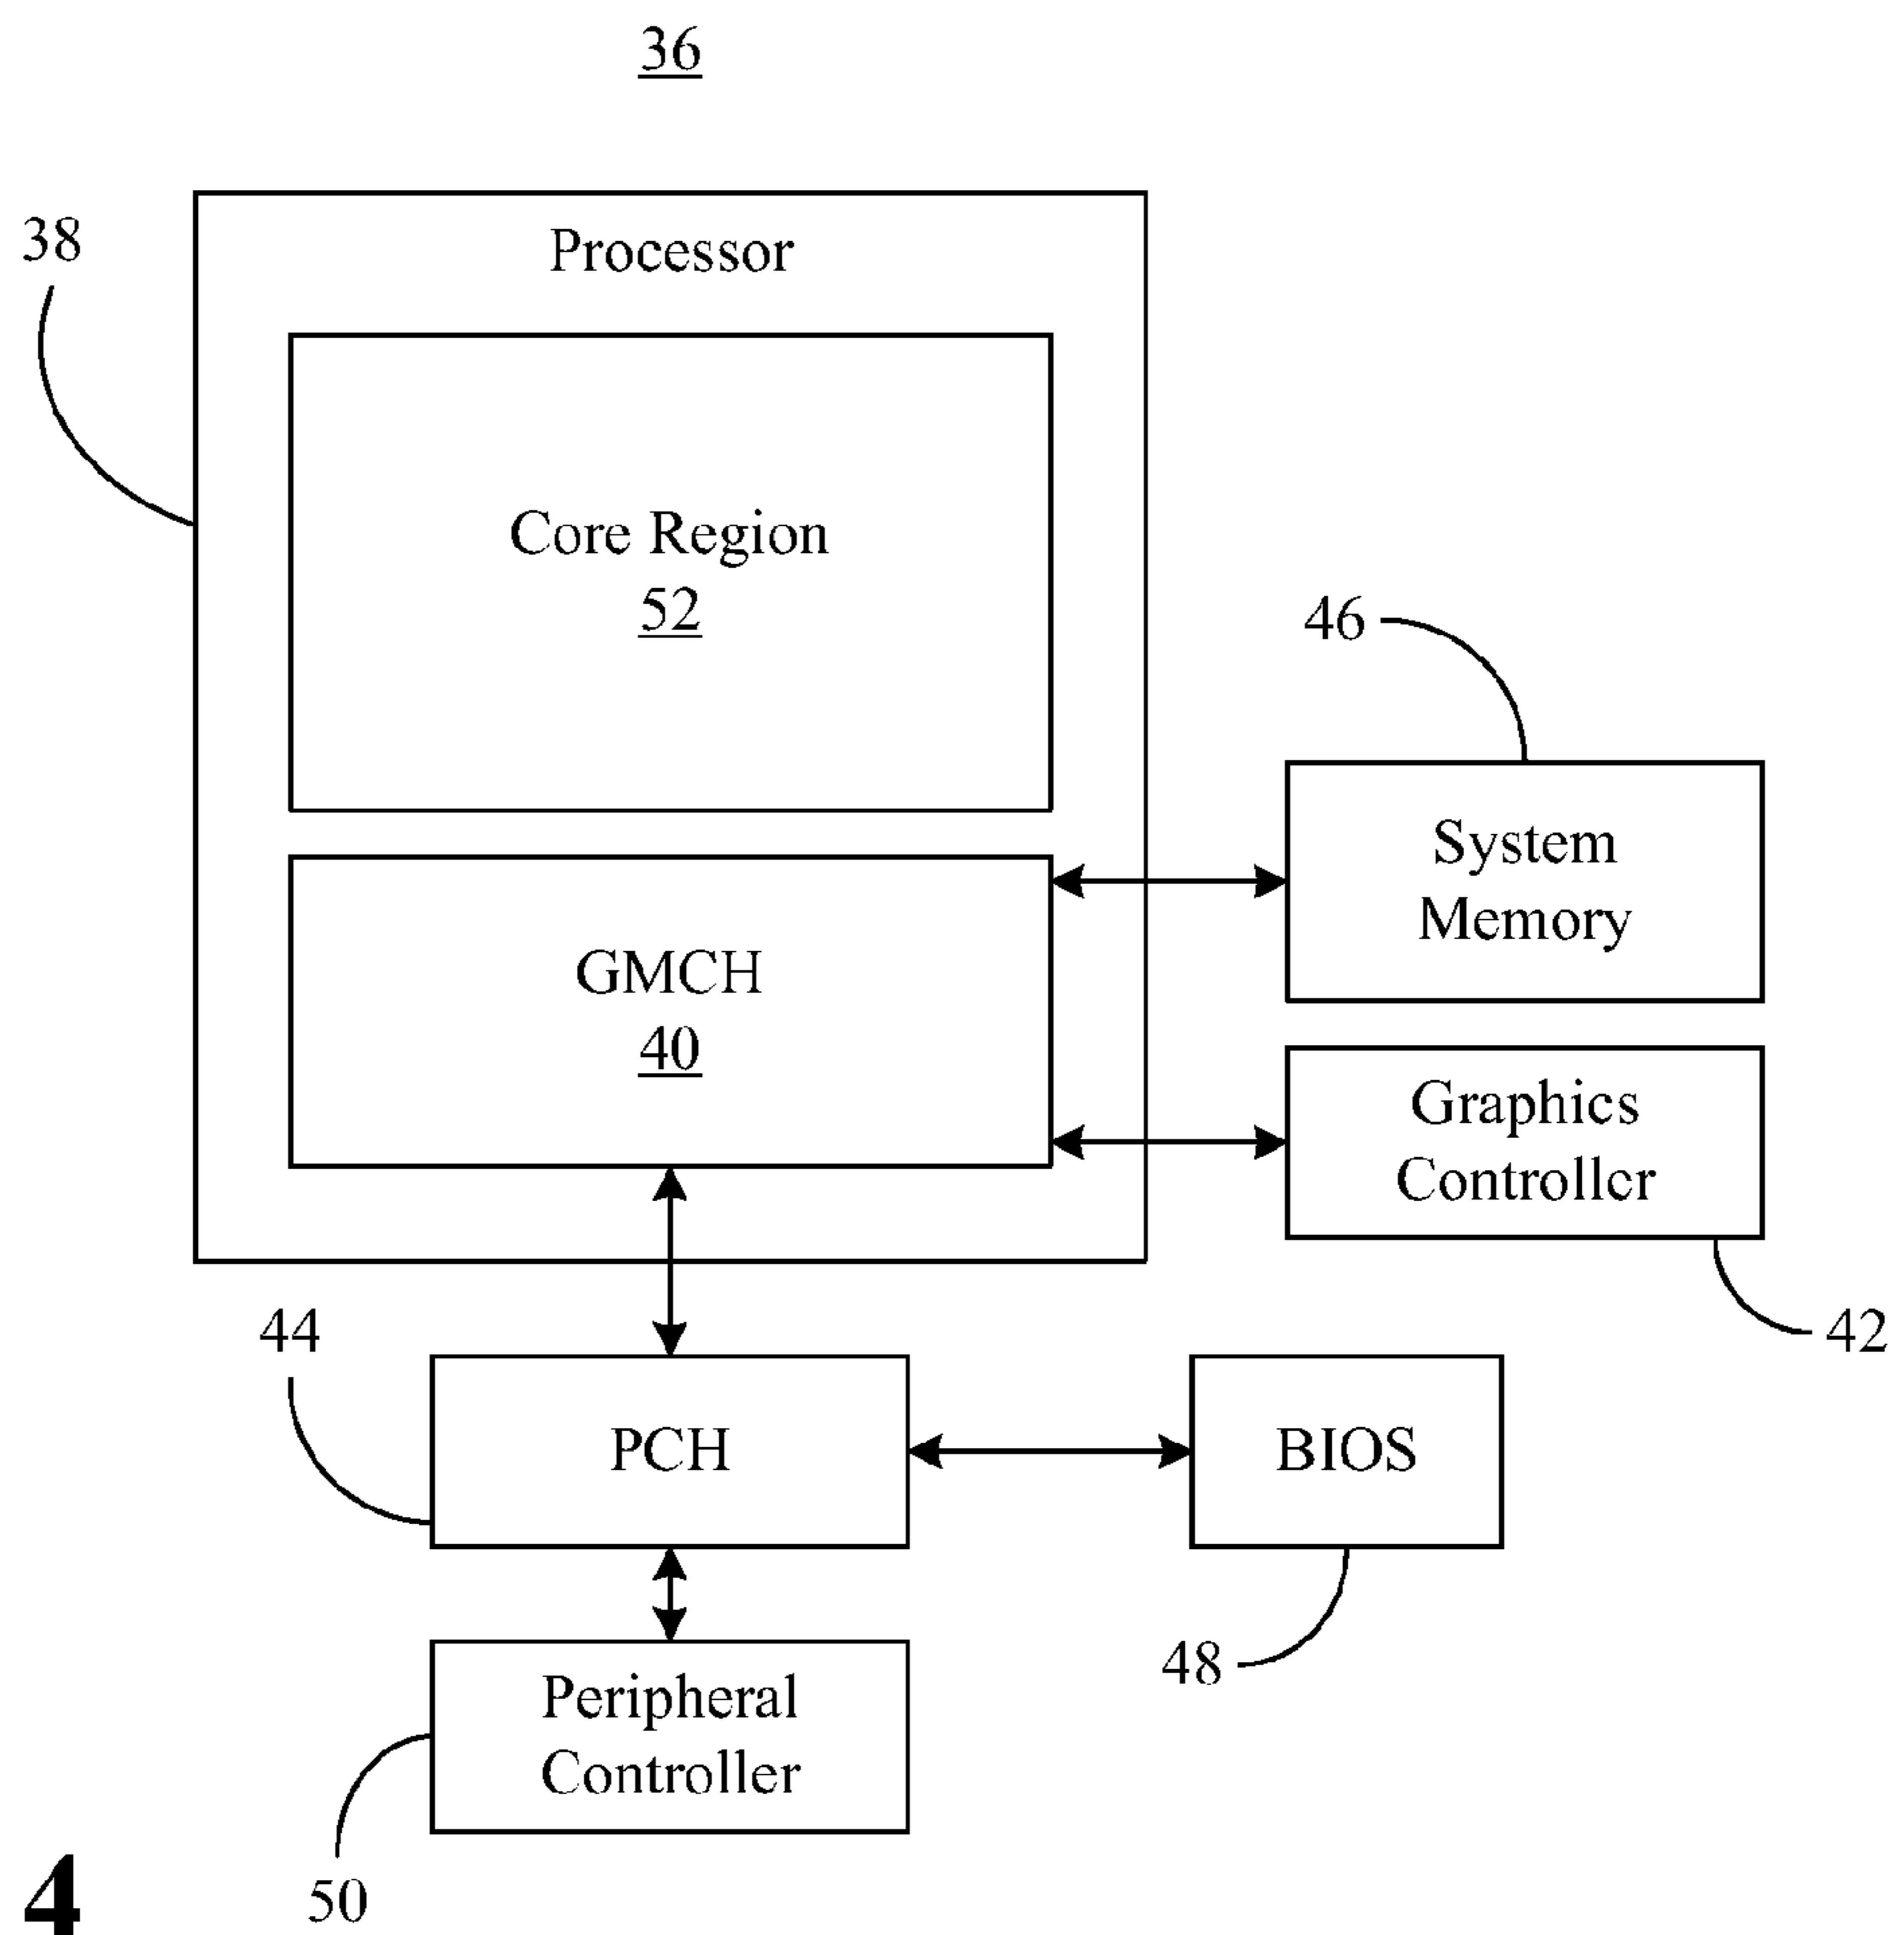 36
38
Processor
Core Region
52
46
System
Memory
GMCH
40
Graphics
Controller
42
44
PCH
BIOS
48
Peripheral
Controller
50
4